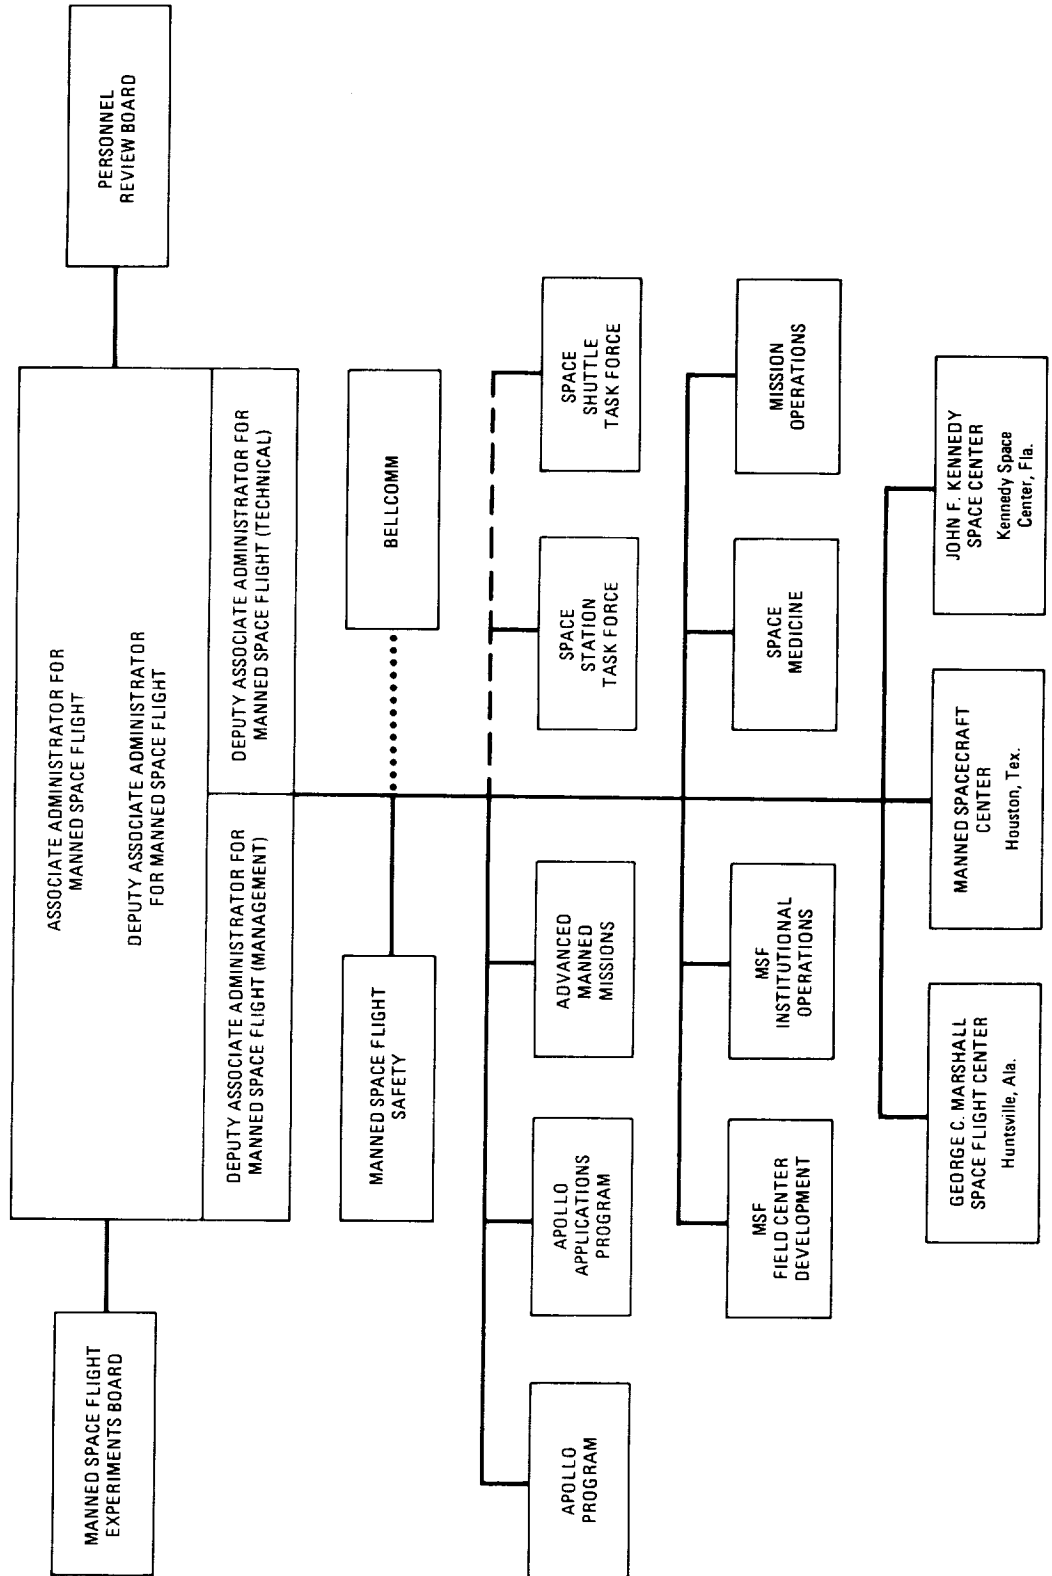 MANNED SPACE FLIGHT
EXPERIMENTS BOARD
ASSOCIATE ADMINISTRATOR FOR
MANNED SPACE FLIGHT
DEPUTY ASSOCIATE ADMINISTRATOR
FOR MANNED SPACE FLIGHT
PERSONNEL
REVIEW BOARD
DEPUTY ASSOCIATE ADMINISTRATOR FOR
MANNED SPACE FLIGHT (MANAGEMENT)
DEPUTY ASSOCIATE ADMINISTRATOR FOR
MANNED SPACE FLIGHT (TECHNICAL)
MANNED SPACE FLIGHT
SAFETY
BELLCOMM
APOLLO
PROGRAM
APOLLO
APPLICATIONS
PROGRAM
ADVANCED
MANNED
MISSIONS
SPACE
STATION
TASK FORCE
SPACE
SHUTTLE
TASK FORCE
MSF
FIELD CENTER
DEVELOPMENT
MSF
INSTITUTIONAL
OPERATIONS
SPACE
MEDICINE
MISSION
OPERATIONS
GEORGE C. MARSHALL
SPACE FLIGHT CENTER
Huntsville, Ala.
MANNED SPACECRAFT
CENTER
Houston, Tex.
JOHN F. KENNEDY
SPACE CENTER
Kennedy Space
Center, Fla.